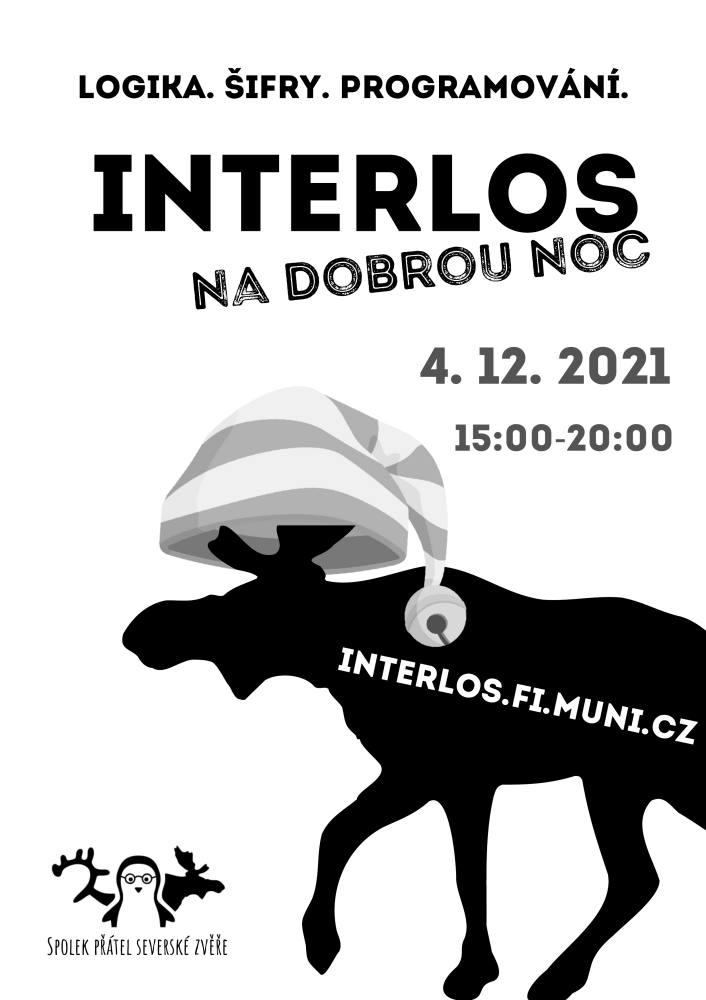 LOGIKA. ŠIFRY. PROGRAMOVÁNÍ.
INTERLOS
NA DOBROU NOC
4. 12. 2021
15:00-20:00
INTERLOS.FI.MUNI.CZ
SPOLEK PŘÁTEL SEVERSKÉ ZVĚŘE